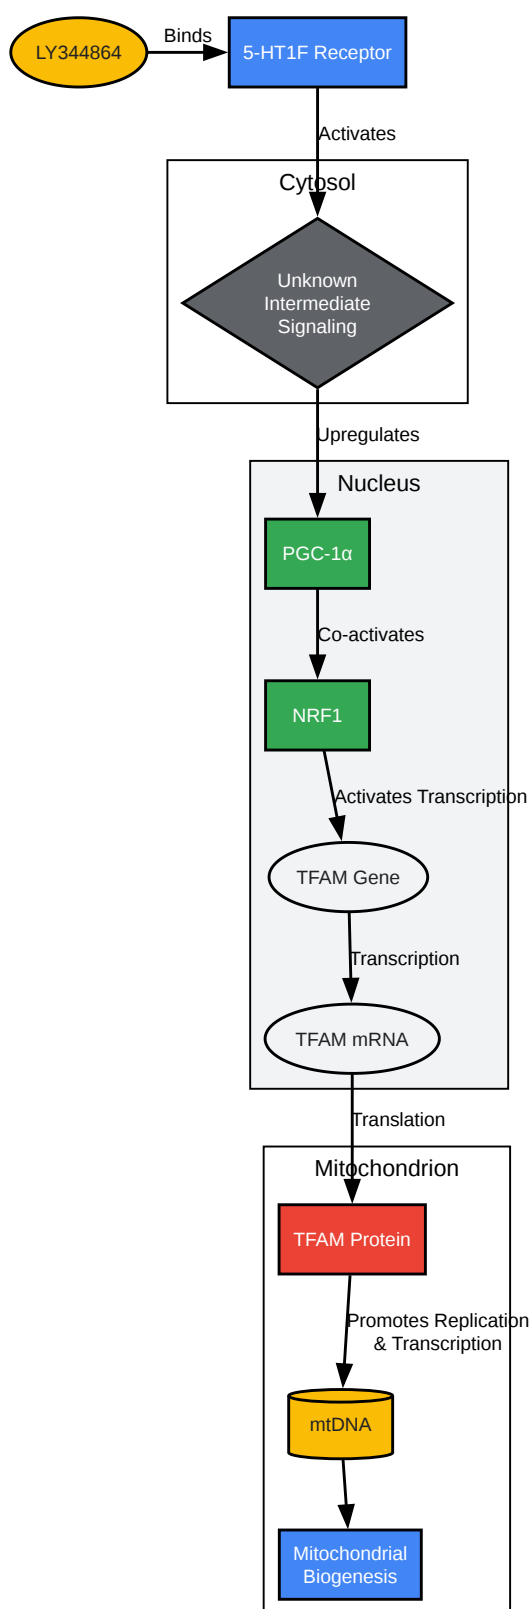 LY344864
Binds
5-HT1F Receptor
Activates
Cytosol
Unknown
Intermediate
Signaling
Upregulates
Nucleus
PGC-1α
Co-activates
NRF1
Activates Transcription
TFAM Gene
Transcription
TFAM mRNA
Translation
Mitochondrion
TFAM Protein
Promotes Replication
& Transcription
mtDNA
Mitochondrial
Biogenesis